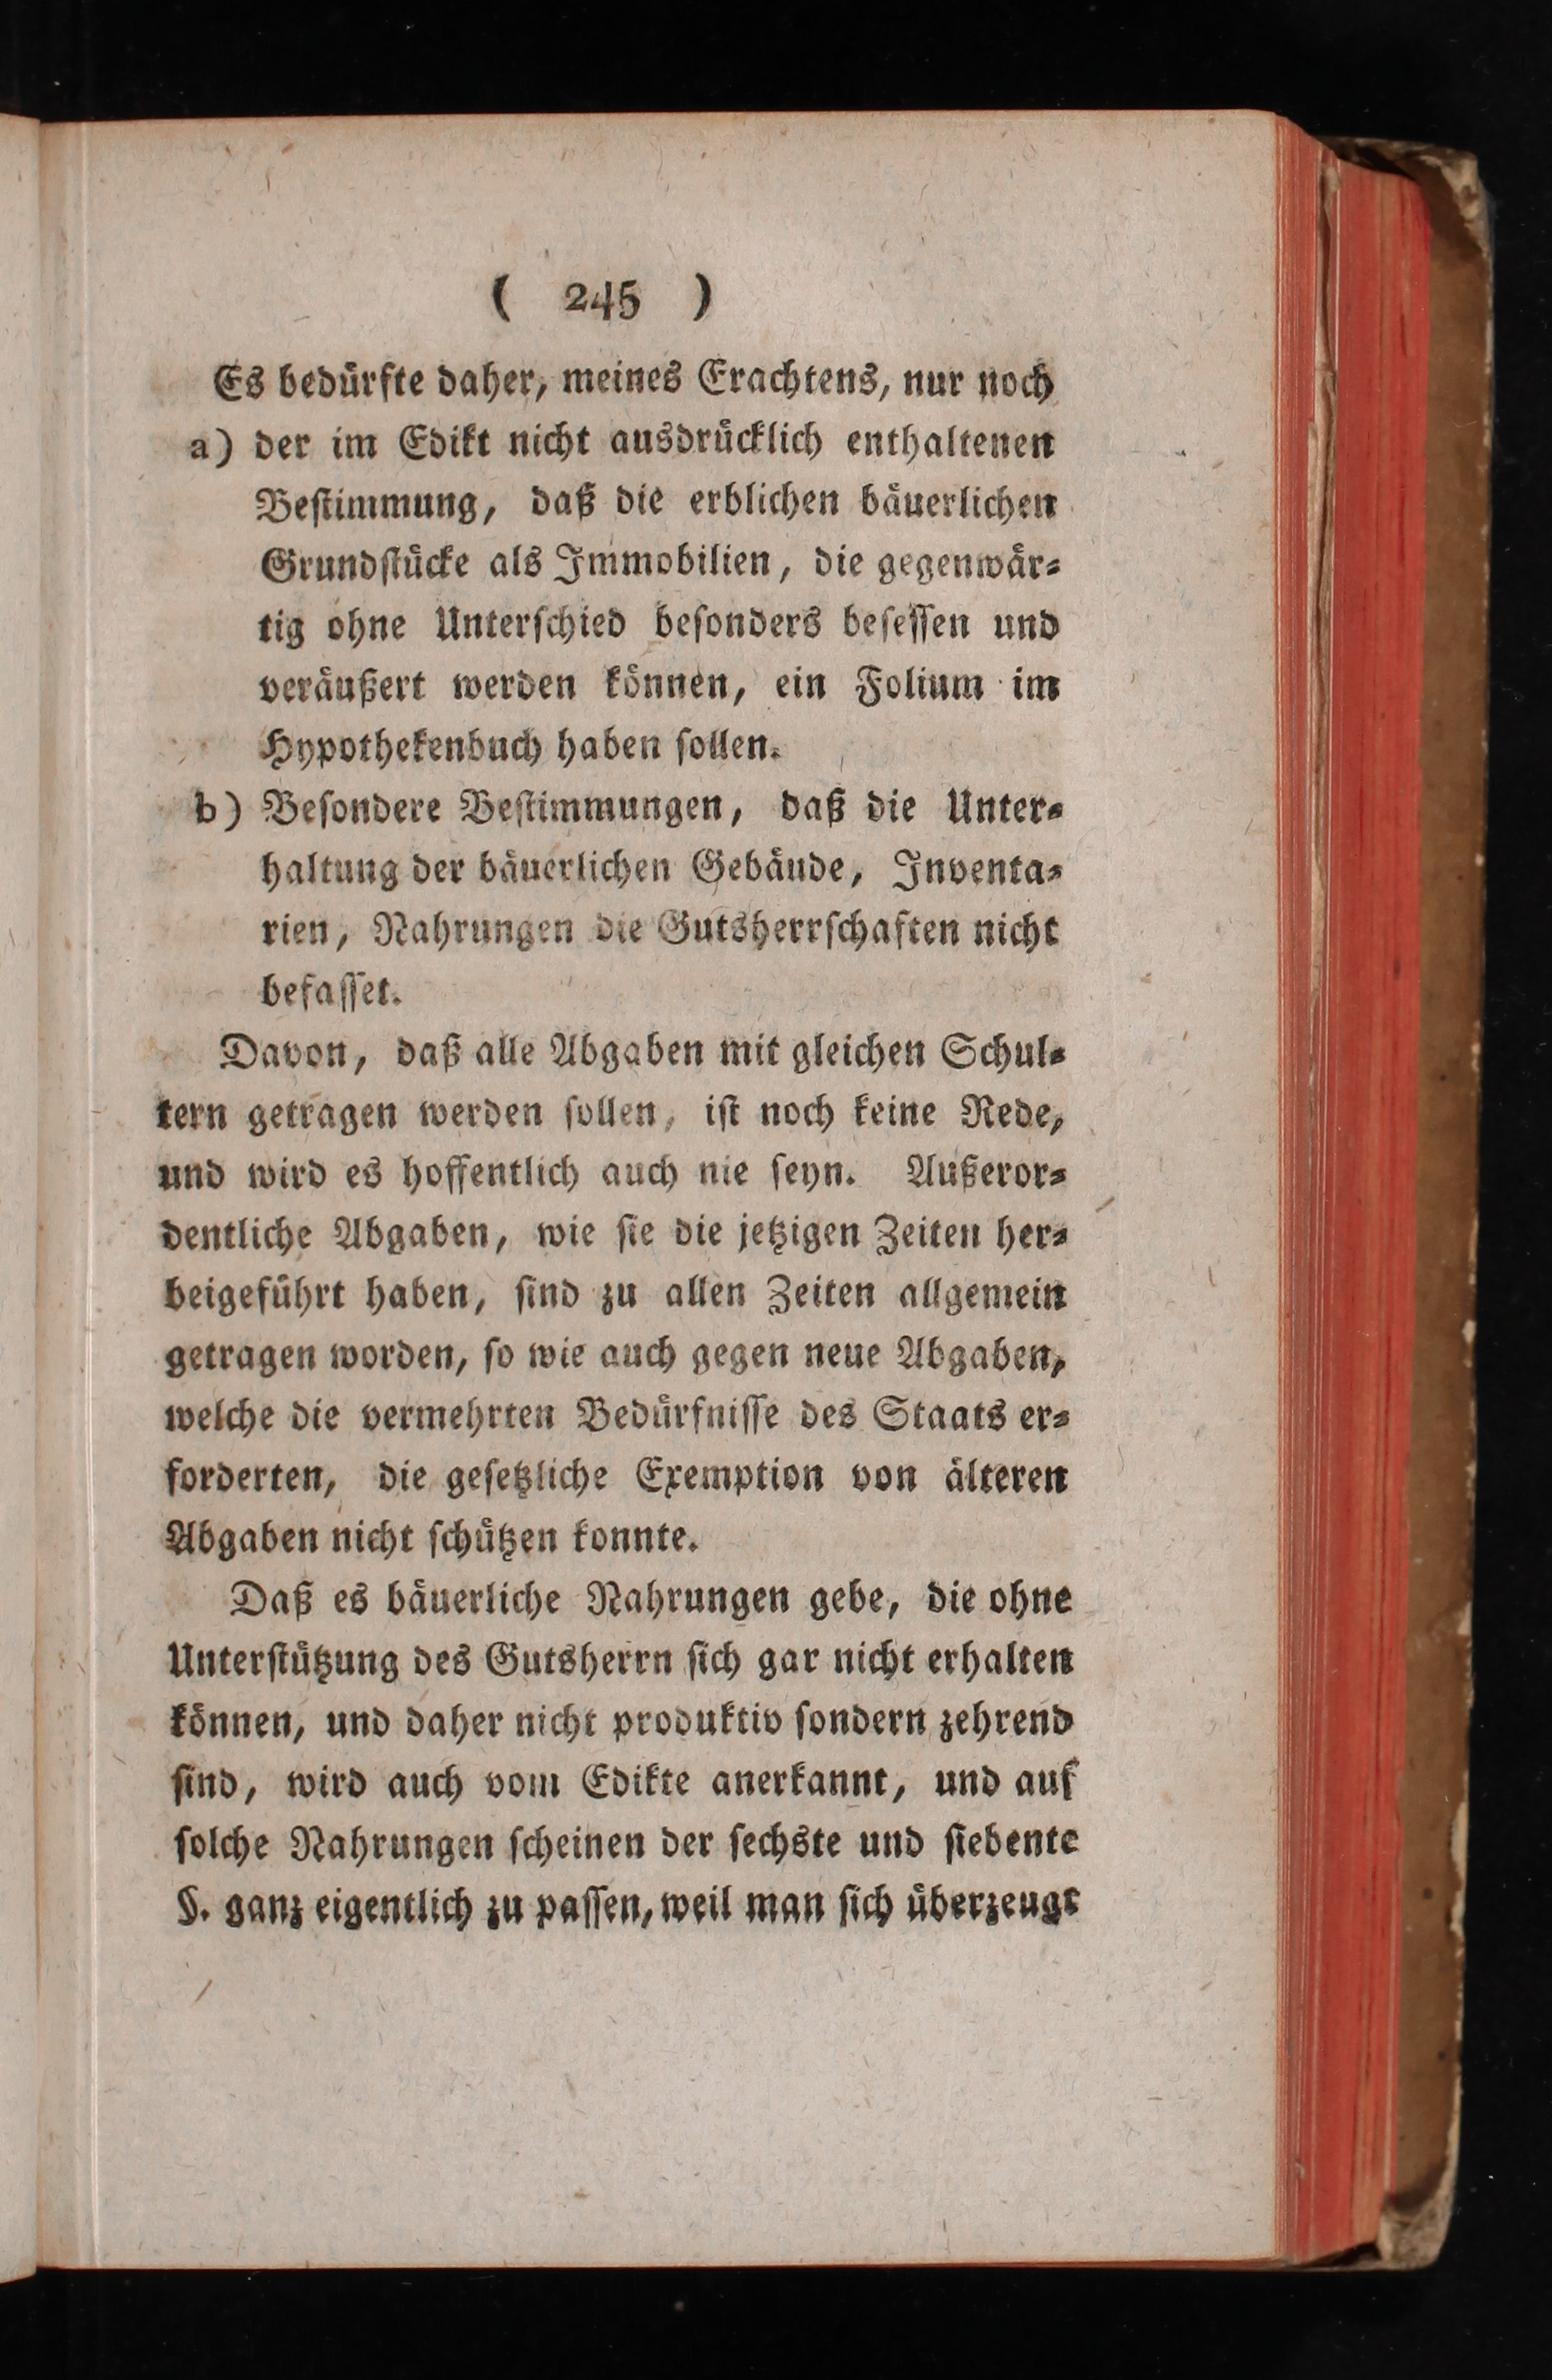 ( 245 )
Es bedürfte daher, meines Erachtens, nur noch
a) der im Edikt nicht ausdrücklich enthaltenen
Bestimmung, daß die erblichen bäuerlichen
Grundstücke als Immobilien, die gegenwär⸗
tig ohne Unterschied besonders besessen und
veräußert werden können, ein Folium im
Hypothekenbuch haben sollen.
b) Besondere Bestimmungen, daß die Unter⸗
haltung der bäuerlichen Gebäude, Inventa⸗
rien, Nahrungen die Gutsherrschaften nicht
befasset.
Davon, daß alle Abgaben mit gleichen Schul⸗
tern getragen werden sollen, ist noch keine Rede,
und wird es hoffentlich auch nie seyn. Außeror⸗
dentliche Abgaben, wie sie die jetzigen Zeiten her⸗
beigeführt haben, sind zu allen Zeiten allgemein
getragen worden, so wie auch gegen neue Abgaben,
welche die vermehrten Bedürfnisse des Staats er⸗
forderten, die gesetzliche Exemption von älteren
Abgaben nicht schützen konnte.
Daß es bäuerliche Nahrungen gebe, die ohne
Unterstützung des Gutsherrn sich gar nicht erhalten
können, und daher nicht produktiv sondern zehrend
sind, wird auch vom Edikte anerkannt, und auf
solche Nahrungen scheinen der sechste und siebente
§. ganz eigentlich zu passen, weil man sich überzeugt